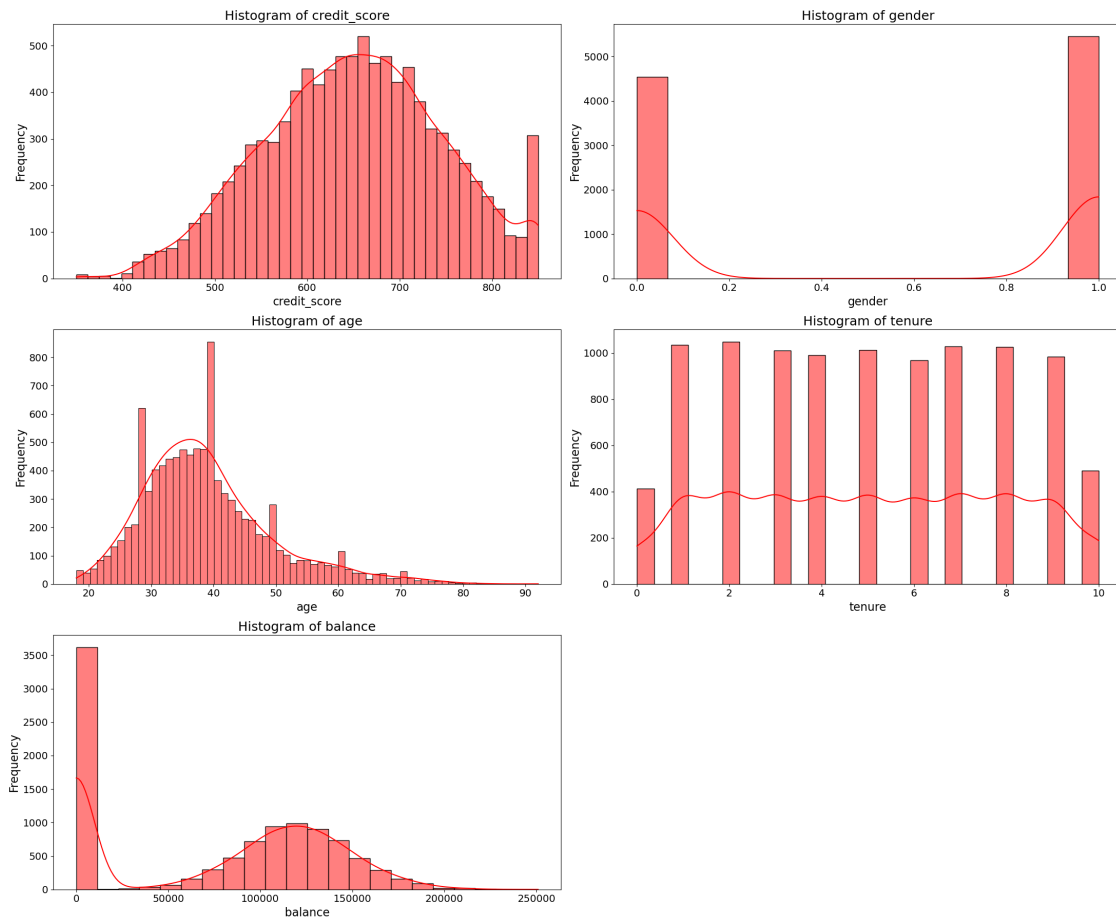 Histogram of credit_score
Frequency
500
400
300
200
100
0
400 500 600 700 800
credit_score
Histogram of gender
Frequency
5000
4000
3000
2000
1000
0
0.0 0.2 0.4 0.6 0.8 1.0
gender
Histogram of age
Frequency
800
700
600
500
400
300
200
100
0
20 30 40 50 60 70 80 90
age
Histogram of tenure
Frequency
1000
800
600
400
200
0
0 2 4 6 8 10
tenure
Histogram of balance
Frequency
3500
3000
2500
2000
1500
1000
500
0
0 50000 100000 150000 200000 250000
balance